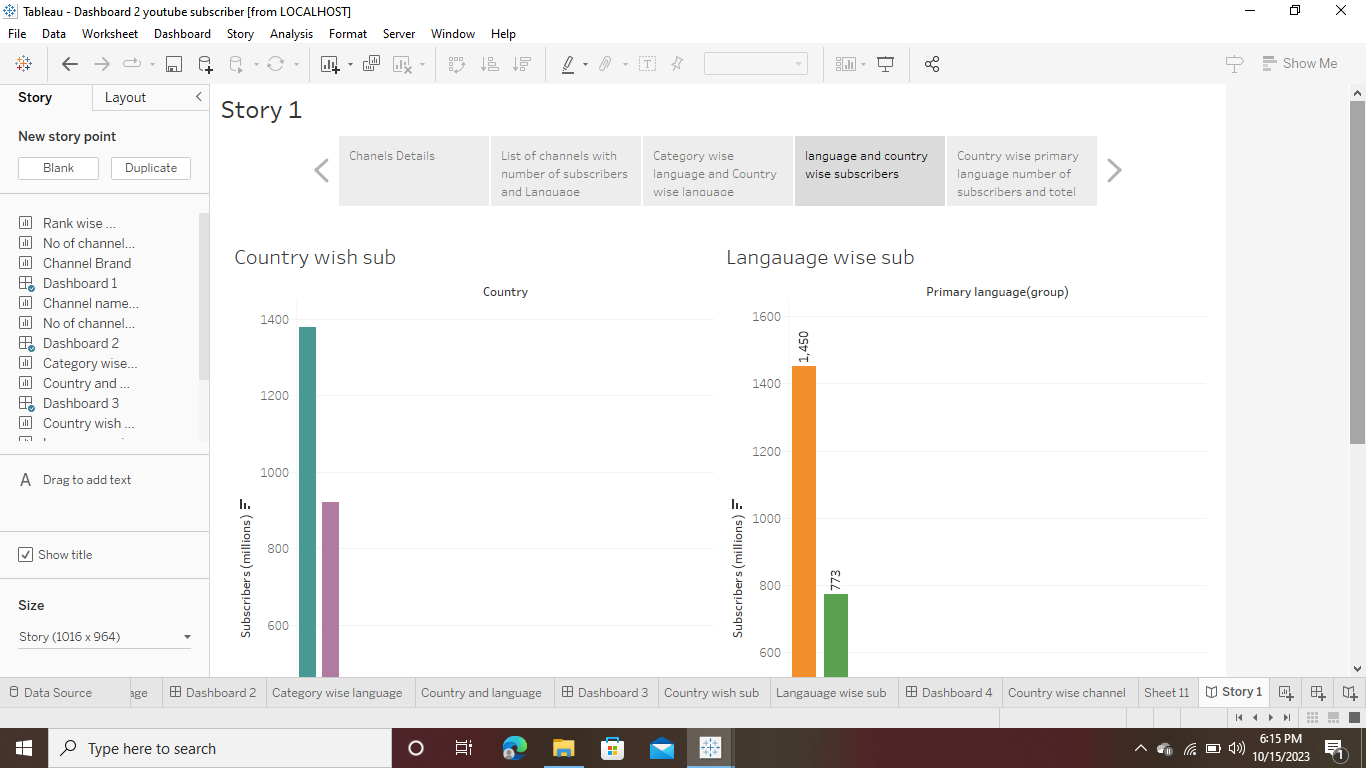 Tableau - Dashboard 2 youtube subscriber [from LOCALHOST]
File Data Worksheet Dashboard Story Analysis Format Server Window Help
Show Me
Story Layout
New story point
Blank Duplicate
Rank wise ...
No of channel...
Channel Brand
Dashboard 1
Channel name...
No of channel...
Dashboard 2
Category wise...
Country and ...
Dashboard 3
Country wish ...
A Drag to add text
Show title
Size
Story (1016 x 964)
Story 1
Chanels Details
List of channels with
number of subscribers
and Language
Category wise
language and Country
wise language
language and country
wise subscribers
Country wise primary
language number of
subscribers and totel
Country wish sub
Country
1400
1200
1000
800
600
Subscribers (millions)
Langauage wise sub
Primary language(group)
1600
1400
1200
1000
800
600
Subscribers (millions)
1,450
773
Data Source age Dashboard 2 Category wise language Country and language Dashboard 3 Country wish sub Langauage wise sub Dashboard 4 Country wise channel Sheet 11 Story 1
Type here to search
6:15 PM
10/15/2023
1